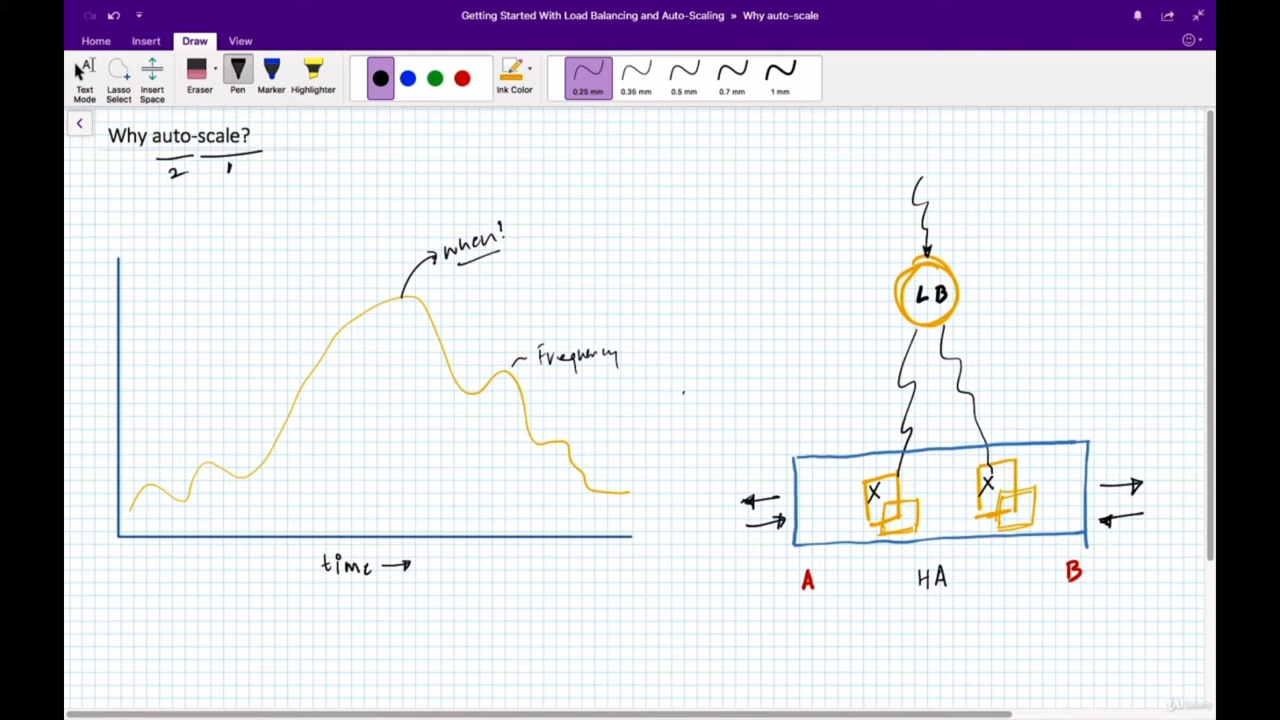 Getting Started With Load Balancing and Auto-Scaling » Why auto-scale
Home Insert Draw View
Text Mode
Lasso Select
Insert Space
Eraser
Pen
Marker
Highlighter
Ink Color
0.25 mm
0.35 mm
0.5 mm
0.7 mm
1 mm
Why auto-scale?
2 1
when!
Frequency
time
LB
X X
A HA B